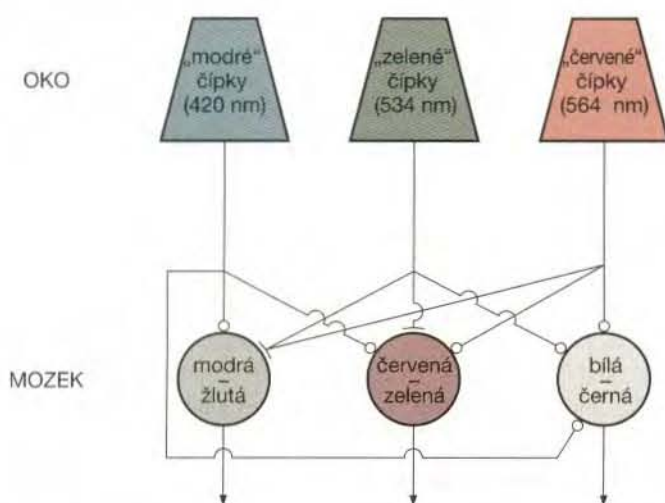 OKO
„modré“
čípky
(420 nm)
„zelené“
čípky
(534 nm)
„červené“
čípky
(564 nm)
MOZEK
modrá
–
žlutá
červená
–
zelená
bílá
–
černá